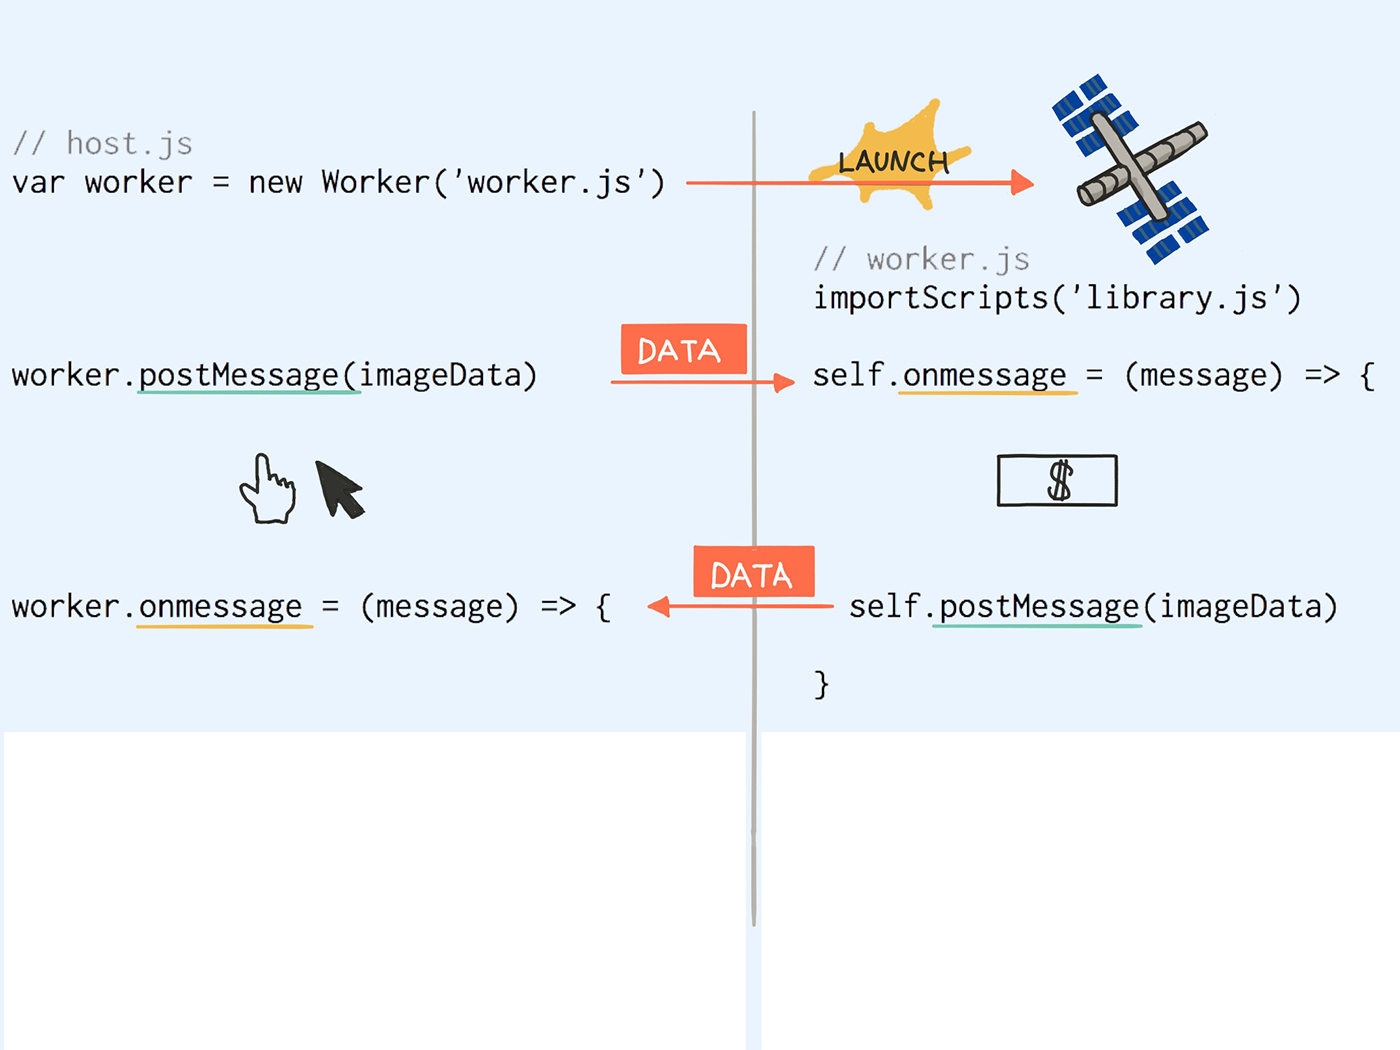 // host.js
var worker = new Worker('worker.js')
LAUNCH
// worker.js
importScripts('library.js')
worker.postMessage(imageData)
DATA
self.onmessage = (message) => {
$
worker.onmessage = (message) => {
DATA
self.postMessage(imageData)
}